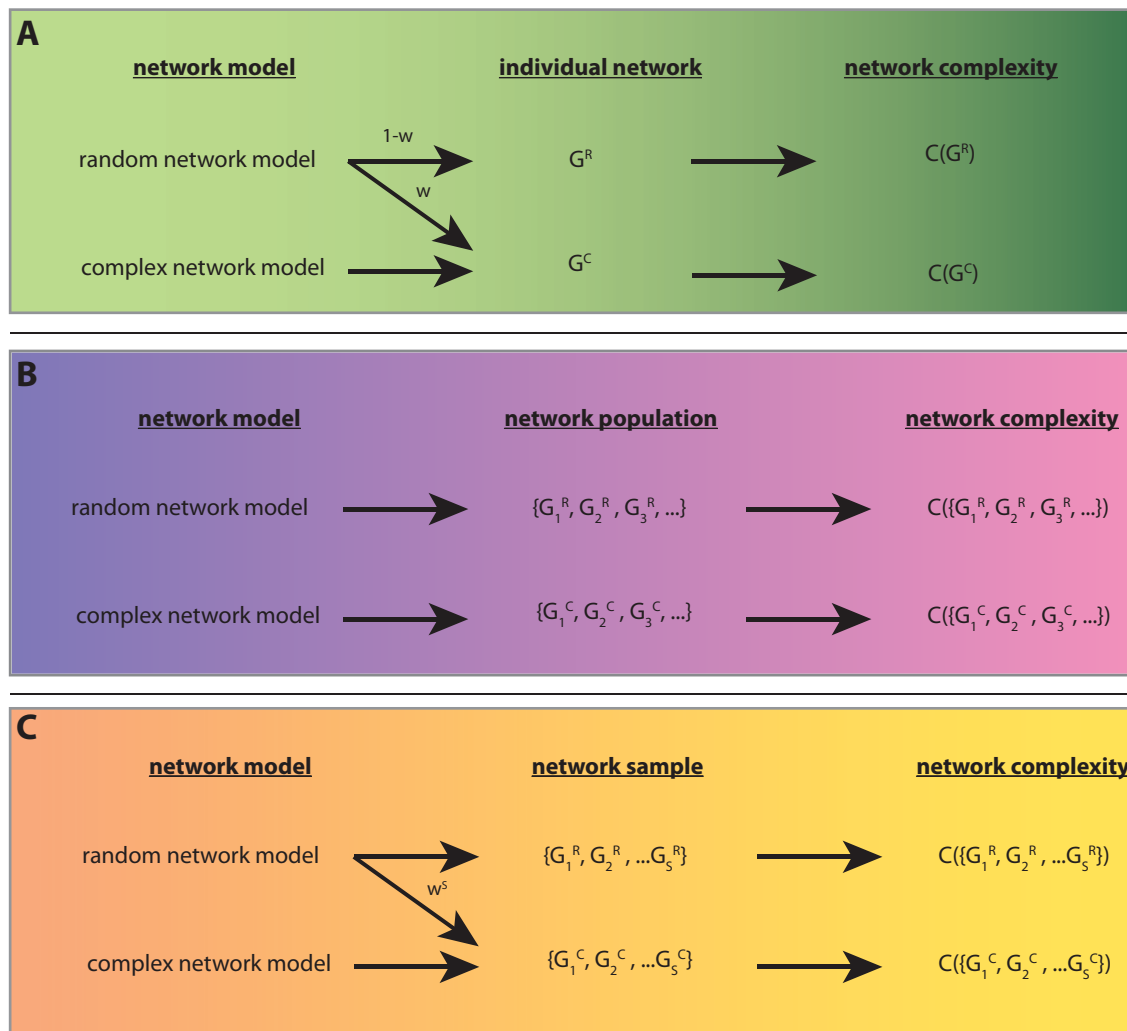 A
network model individual network network complexity
1-w
random network model G^R C(G^R)
w
complex network model G^C C(G^C)
B
network model network population network complexity
random network model {G_1^R, G_2^R, G_3^R, ...} C({G_1^R, G_2^R, G_3^R, ...})
complex network model {G_1^C, G_2^C, G_3^C, ...} C({G_1^C, G_2^C, G_3^C, ...})
C
network model network sample network complexity
random network model {G_1^R, G_2^R, ...G_S^R} C({G_1^R, G_2^R, ...G_S^R})
w^S
complex network model {G_1^C, G_2^C, ...G_S^C} C({G_1^C, G_2^C, ...G_S^C})